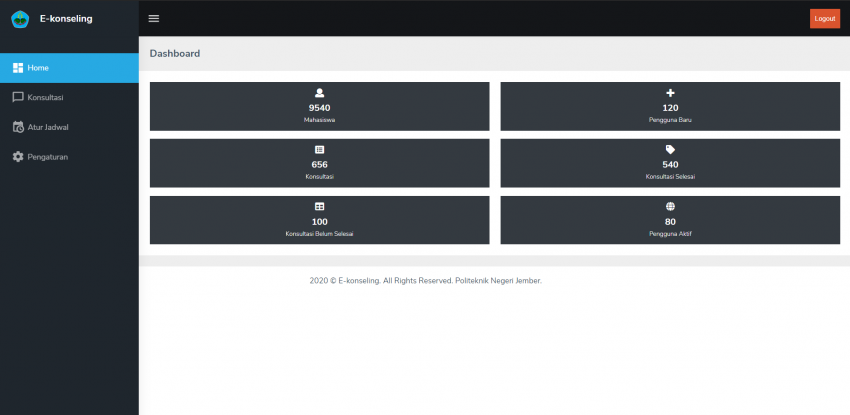 E-konseling
Logout
Dashboard
Home
Konsultasi
Atur Jadwal
Pengaturan
9540
Mahasiswa
120
Pengguna Baru
656
Konsultasi
540
Konsultasi Selesai
100
Konsultasi Belum Selesai
80
Pengguna Aktif
2020 © E-konseling. All Rights Reserved. Politeknik Negeri Jember.